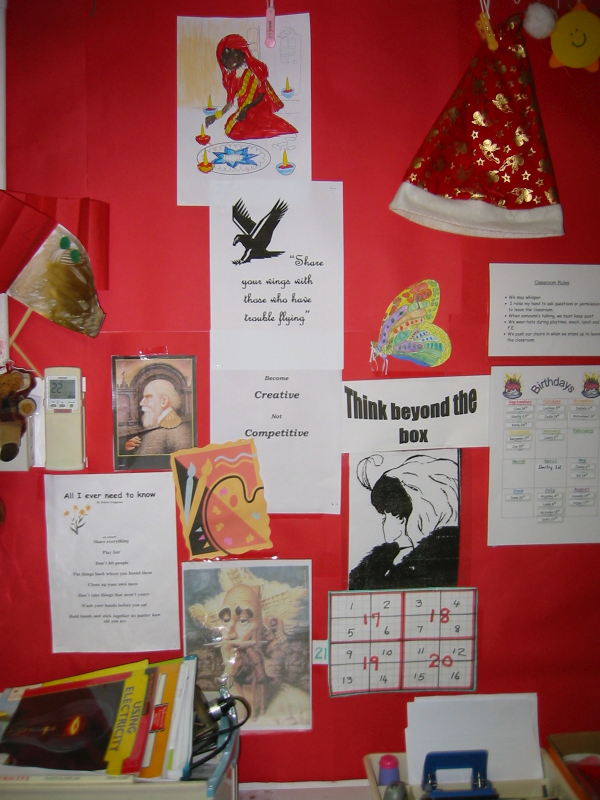 "Share
your wings with
those who have
trouble flying"
Classroom Rules
We may whisper.
I raise my hand to ask questions or permission
to leave the classroom.
When someone's talking, we must keep quiet.
We wear hats during playtime, snack, lunch and
P.E.
We push our chairs in when we stand up to leave
the classroom.
22
Become
Creative
Not
Competitive
Think beyond the
box
Birthdays
All I ever need to know
Share everything
Play fair
Don't hit people
Put things back where you found them
Clean up your own mess
Don't take things that aren't yours
Wash your hands before you eat
Hold hands and stick together no matter how
old you are
21
1 2 3 4
17 18
5 6 7 8
9 10 11 12
19 20
13 14 15 16
USING
ELECTRICITY